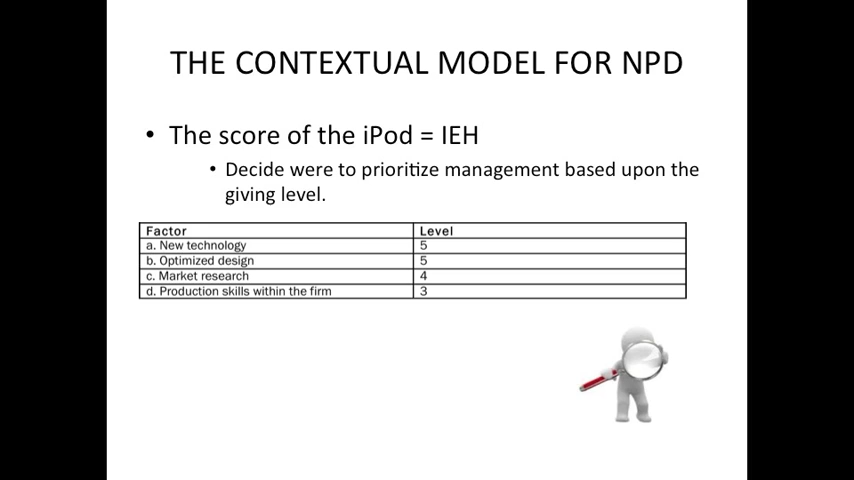 THE CONTEXTUAL MODEL FOR NPD
• The score of the iPod = IEH
• Decide were to prioritize management based upon the
giving level.
Factor Level
a. New technology 5
b. Optimized design 5
c. Market research 4
d. Production skills within the firm 3